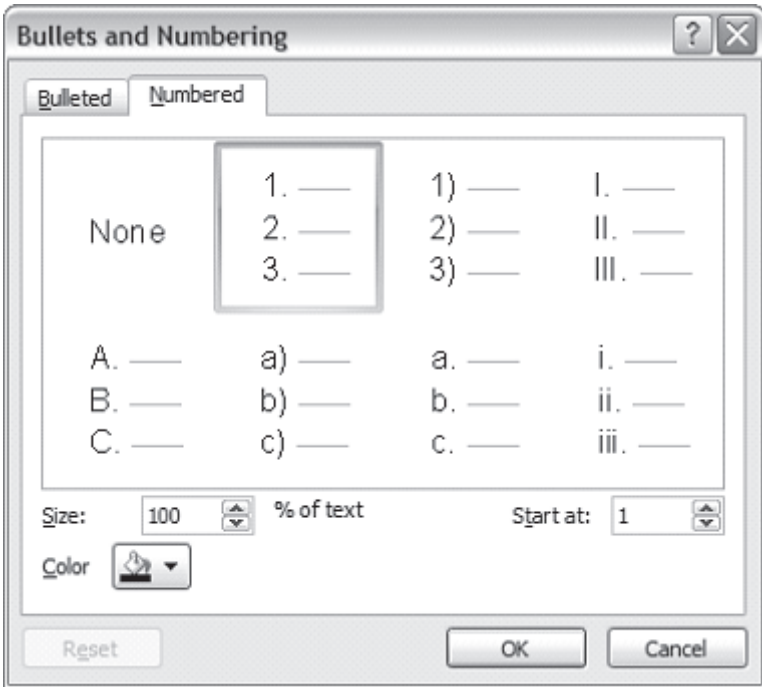 Bullets and Numbering ?
Bulleted Numbered
None
1.
2.
3.
1)
2)
3)
I.
II.
III.
A.
B.
C.
a)
b)
c)
a.
b.
c.
i.
ii.
iii.
Size: 100 % of text Start at: 1
Color
Reset OK Cancel